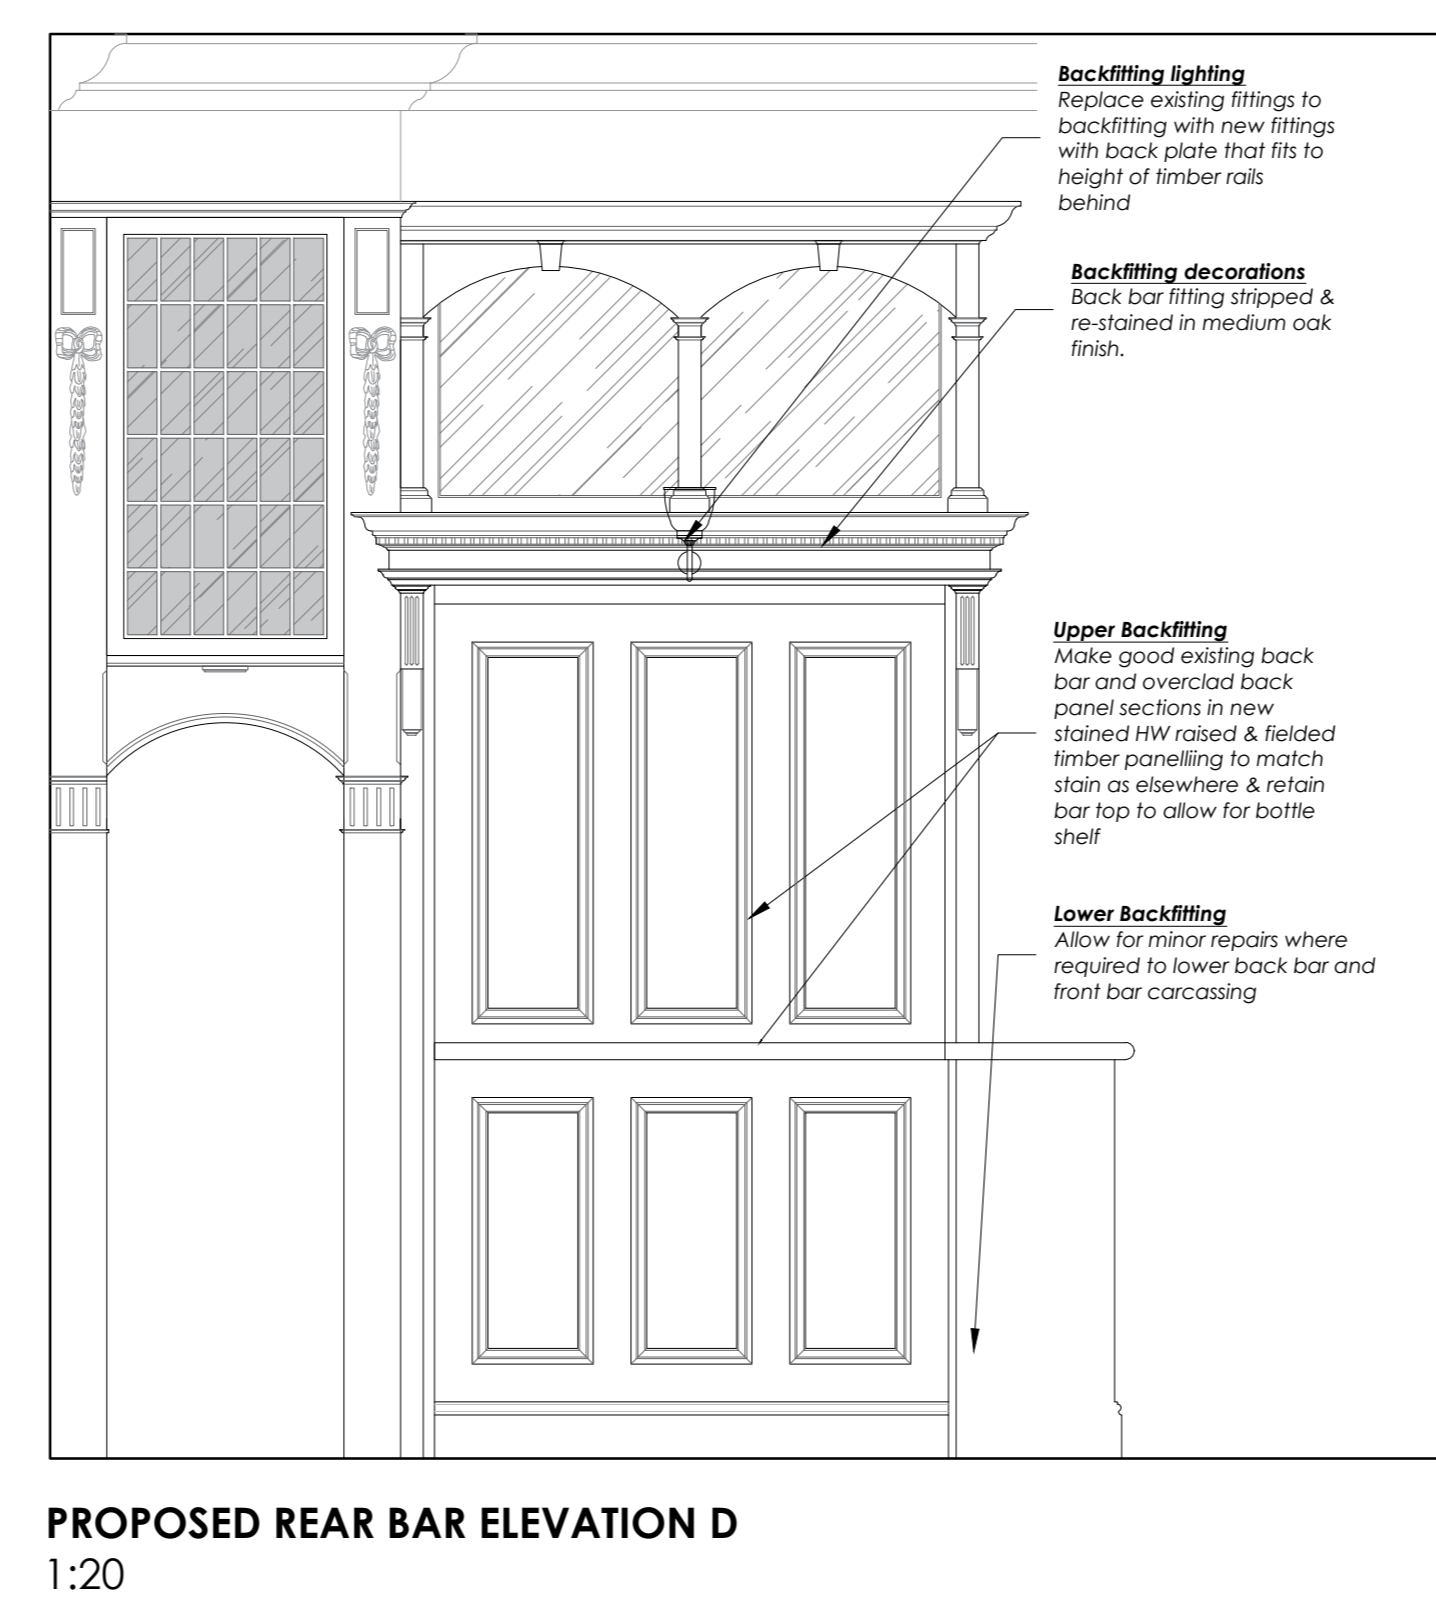 Backfitting lighting
Replace existing fittings to
backfitting with new fittings
with back plate that fits to
height of timber rails
behind
Backfitting decorations
Back bar fitting stripped &
re-stained in medium oak
finish.
Upper Backfitting
Make good existing back
bar and overclad back
panel sections in new
stained HW raised & fielded
timber panelliing to match
stain as elsewhere & retain
bar top to allow for bottle
shelf
Lower Backfitting
Allow for minor repairs where
required to lower back bar and
front bar carcassing
PROPOSED REAR BAR ELEVATION D
1:20